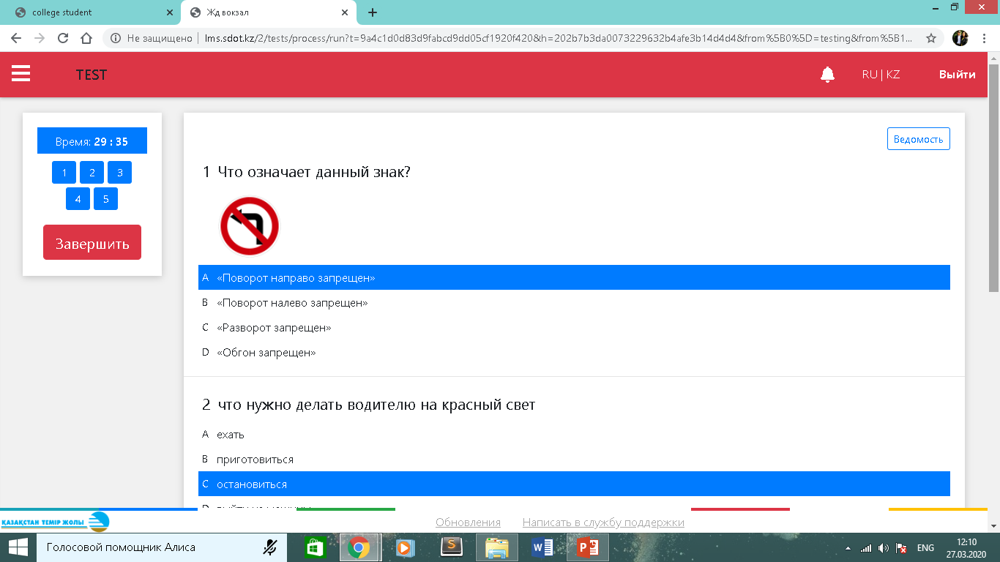 college student
Жд вокзал
Не защищено
lms.sdot.kz/2/tests/process/run?t=9a4c1d0d83d9fabcd9dd05cf1920f420&h=202b7b3da0073229632b4afe3b14d4d4&from%5B0%5D=testing&from%5B1...
TEST
RU | KZ
Выйти
Время: 29 : 35
1 2 3
4 5
Завершить
Ведомость
1 Что означает данный знак?
A «Поворот направо запрещен»
B «Поворот налево запрещен»
C «Разворот запрещен»
D «Обгон запрещен»
2 что нужно делать водителю на красный свет
A ехать
B приготовиться
C остановиться
ҚАЗАҚСТАН ТЕМІР ЖОЛЫ
Обновления
Написать в службу поддержки
Голосовой помощник Алиса
ENG
12:10
27.03.2020